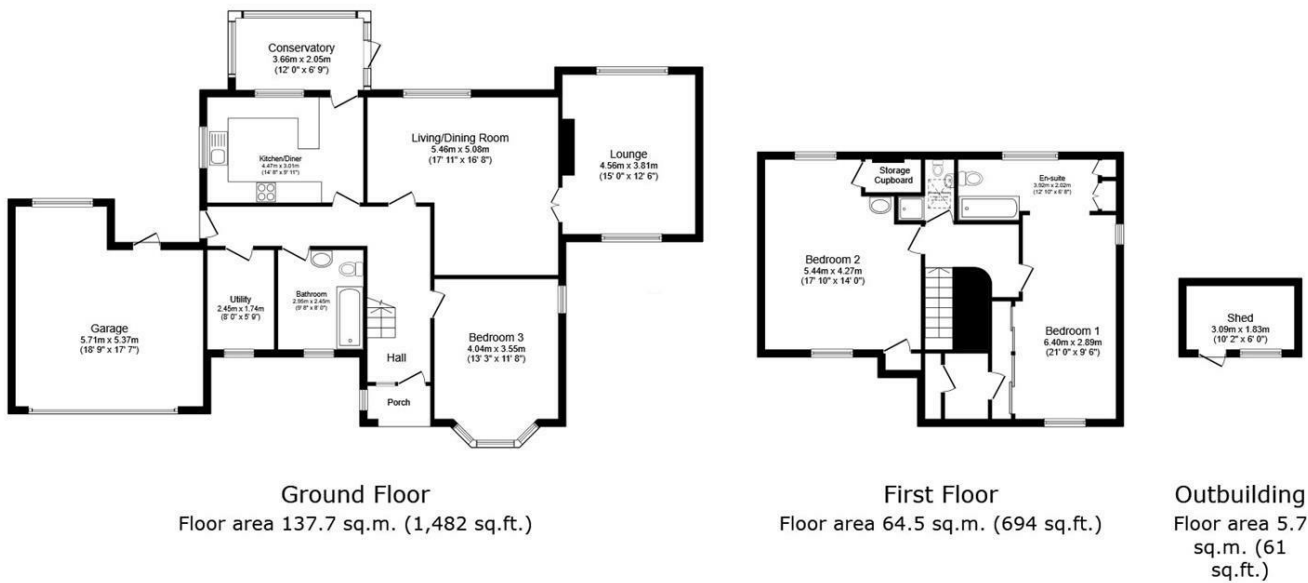 Conservatory
3.66m x 2.05m
(12' 0" x 6' 9")
Kitchen/Diner
4.47m x 3.01m
(14' 8" x 9' 11")
Living/Dining Room
5.46m x 5.08m
(17' 11" x 16' 8")
Lounge
4.56m x 3.81m
(15' 0" x 12' 6")
Garage
5.71m x 5.37m
(18' 9" x 17' 7")
Utility
2.45m x 1.74m
(8' 0" x 5' 9")
Bathroom
2.95m x 2.45m
(9' 8" x 8' 0")
Hall
Porch
Bedroom 3
4.04m x 3.55m
(13' 3" x 11' 8")
Ground Floor
Floor area 137.7 sq.m. (1,482 sq.ft.)
Storage
Cupboard
En-suite
3.92m x 2.02m
(12' 10" x 6' 8")
Bedroom 2
5.44m x 4.27m
(17' 10" x 14' 0")
Bedroom 1
6.40m x 2.89m
(21' 0" x 9' 6")
First Floor
Floor area 64.5 sq.m. (694 sq.ft.)
Shed
3.09m x 1.83m
(10' 2" x 6' 0")
Outbuilding
Floor area 5.7
sq.m. (61
sq.ft.)